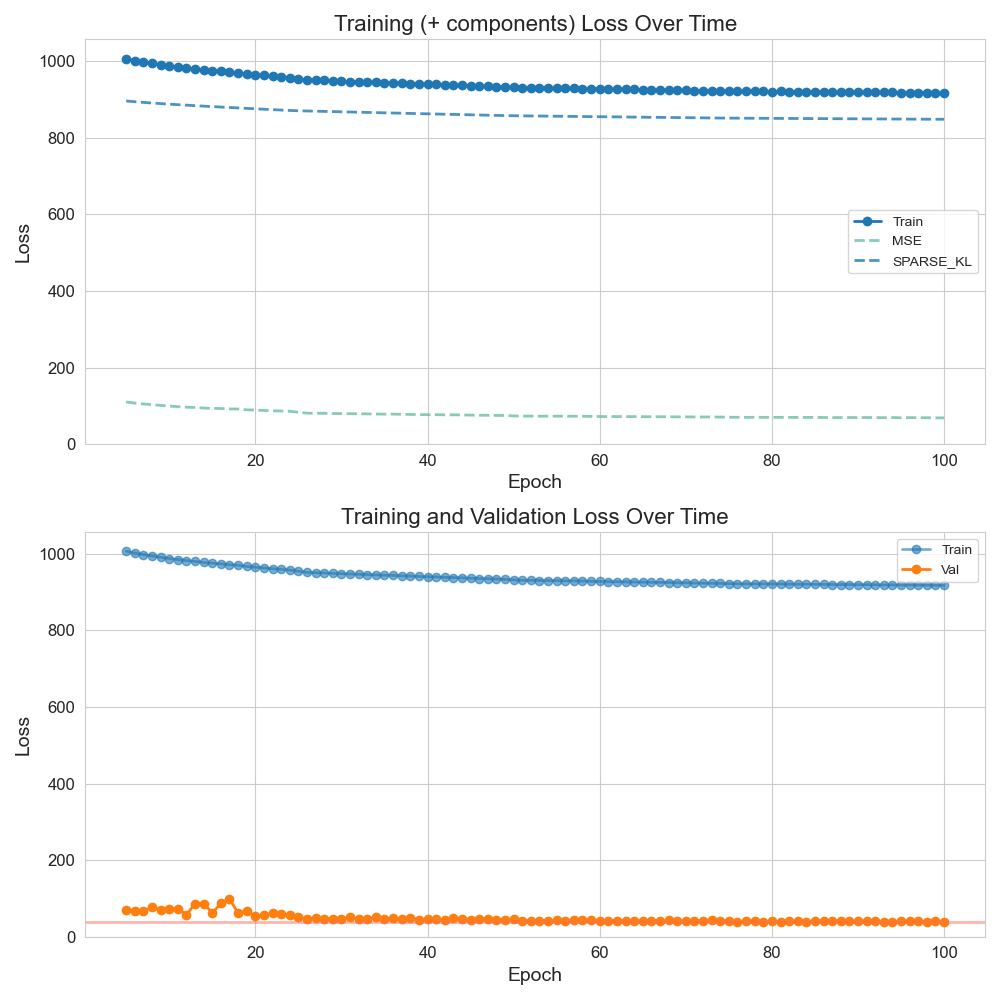 Training (+ components) Loss Over Time
1000
800
600
400
200
0
Loss
Train
MSE
SPARSE_KL
20 40 60 80 100
Epoch
Training and Validation Loss Over Time
1000
800
600
400
200
0
Loss
Train
Val
20 40 60 80 100
Epoch